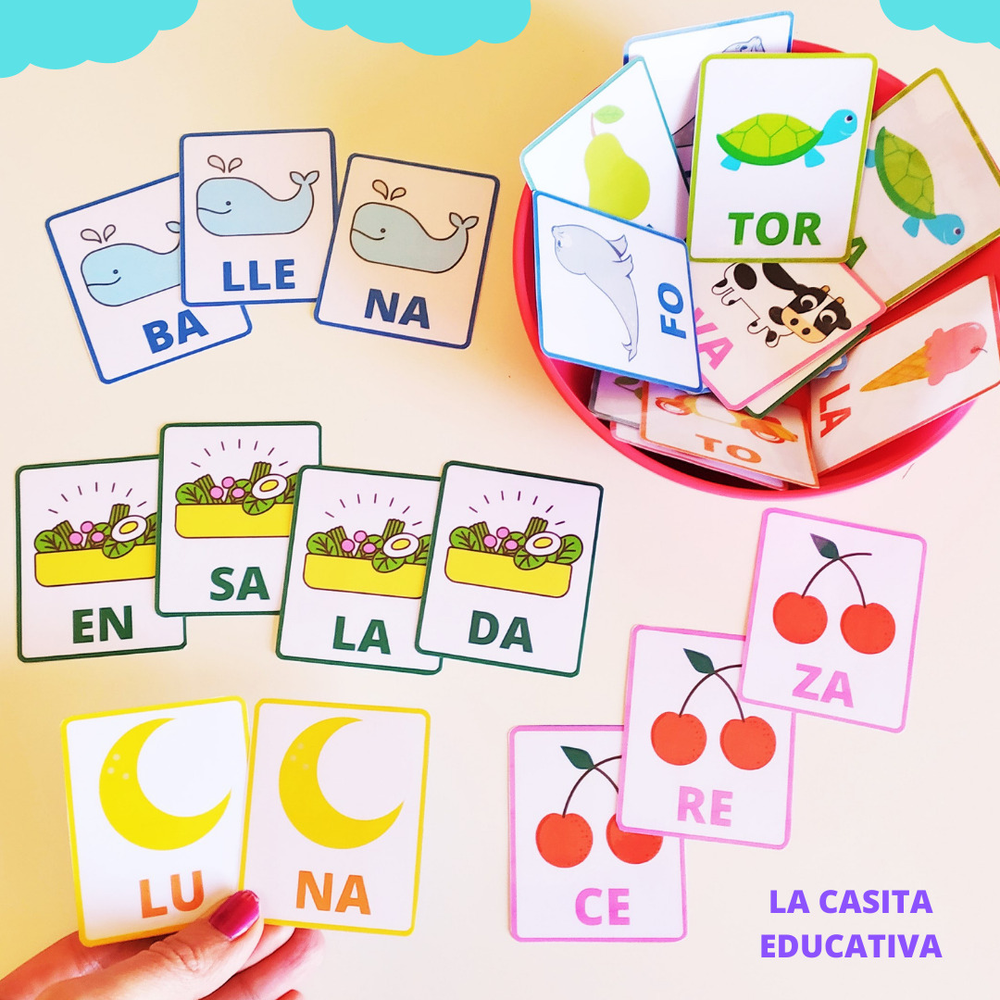 BA
LLE
NA
TOR
FO
VA
TO
LA
A
EN
SA
LA
DA
LU
NA
CE
RE
ZA
LA CASITA
EDUCATIVA